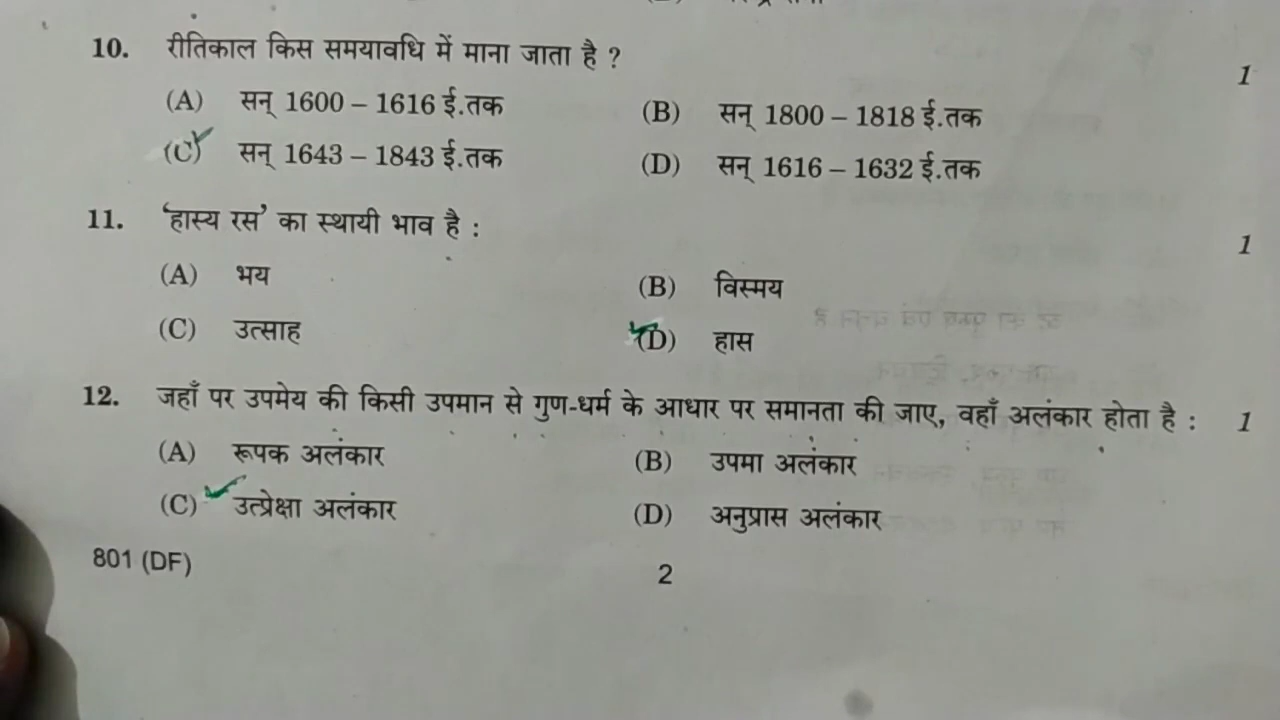 10. रीतिकाल किस समयावधि में माना जाता है ? 1
(A) सन् 1600 – 1616 ई.तक (B) सन् 1800 – 1818 ई.तक
(C) सन् 1643 – 1843 ई.तक (D) सन् 1616 – 1632 ई.तक
11. ‘हास्य रस’ का स्थायी भाव है : 1
(A) भय (B) विस्मय
(C) उत्साह (D) हास
12. जहाँ पर उपमेय की किसी उपमान से गुण-धर्म के आधार पर समानता की जाए, वहाँ अलंकार होता है : 1
(A) रूपक अलंकार (B) उपमा अलंकार
(C) उत्प्रेक्षा अलंकार (D) अनुप्रास अलंकार
801 (DF) 2